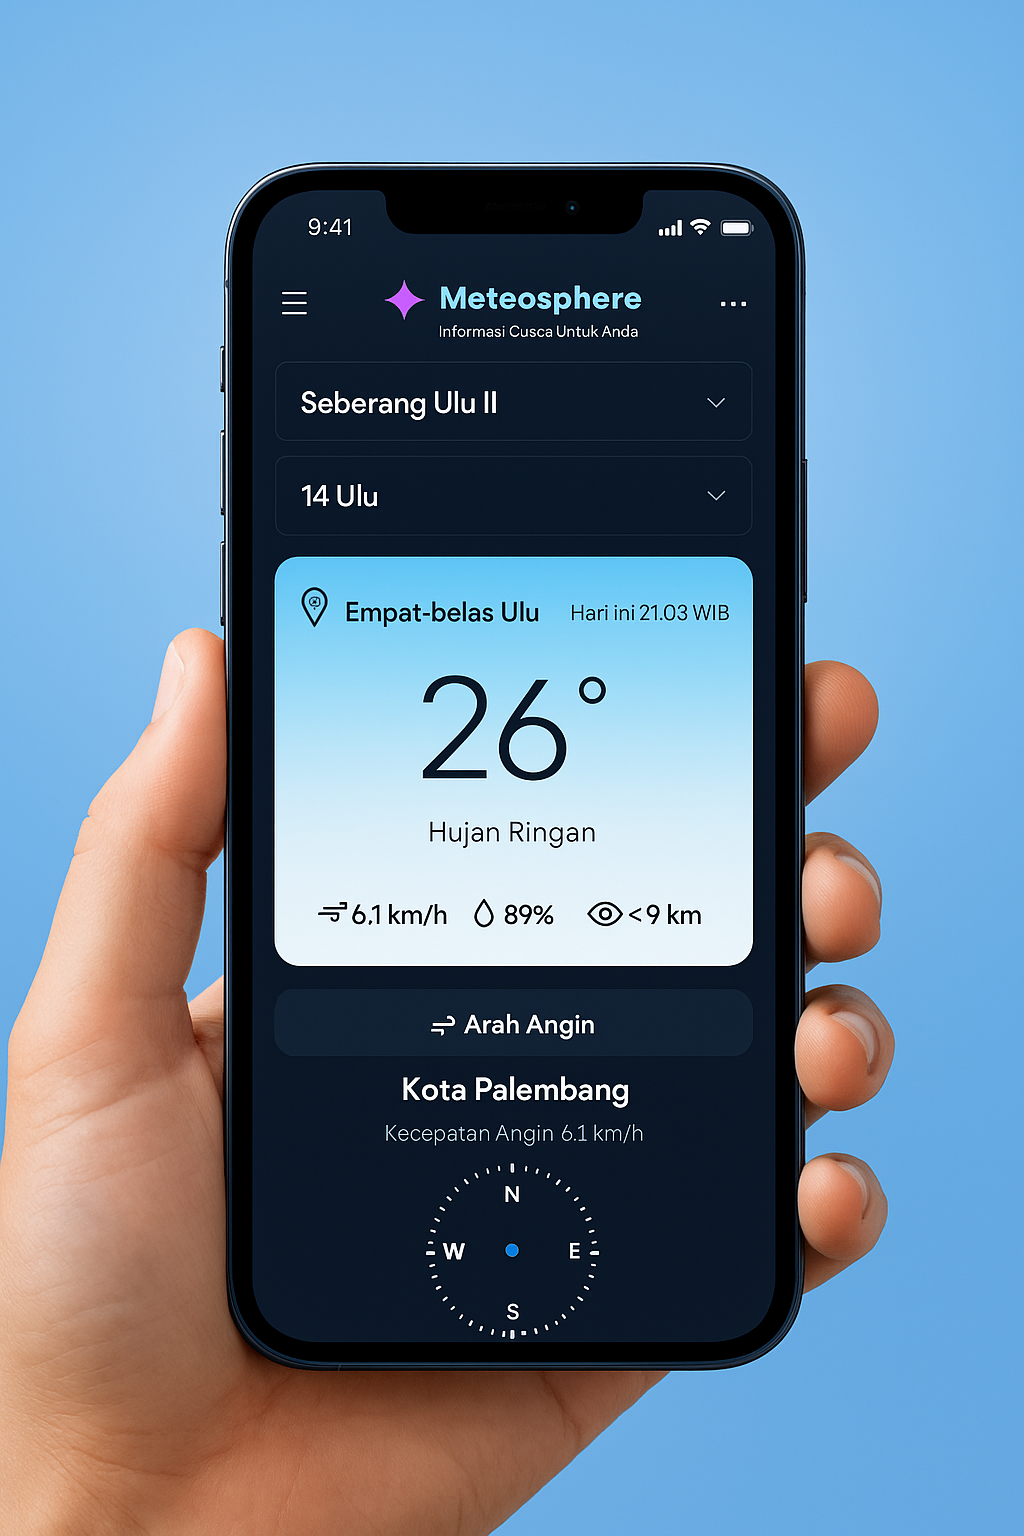 9:41
Meteosphere
Informasi Cusca Untuk Anda
Seberang Ulu II
14 Ulu
Empat-belas Ulu Hari ini 21.03 WIB
26°
Hujan Ringan
6,1 km/h 89% <9 km
Arah Angin
Kota Palembang
Kecepatan Angin 6.1 km/h
N
W E
S